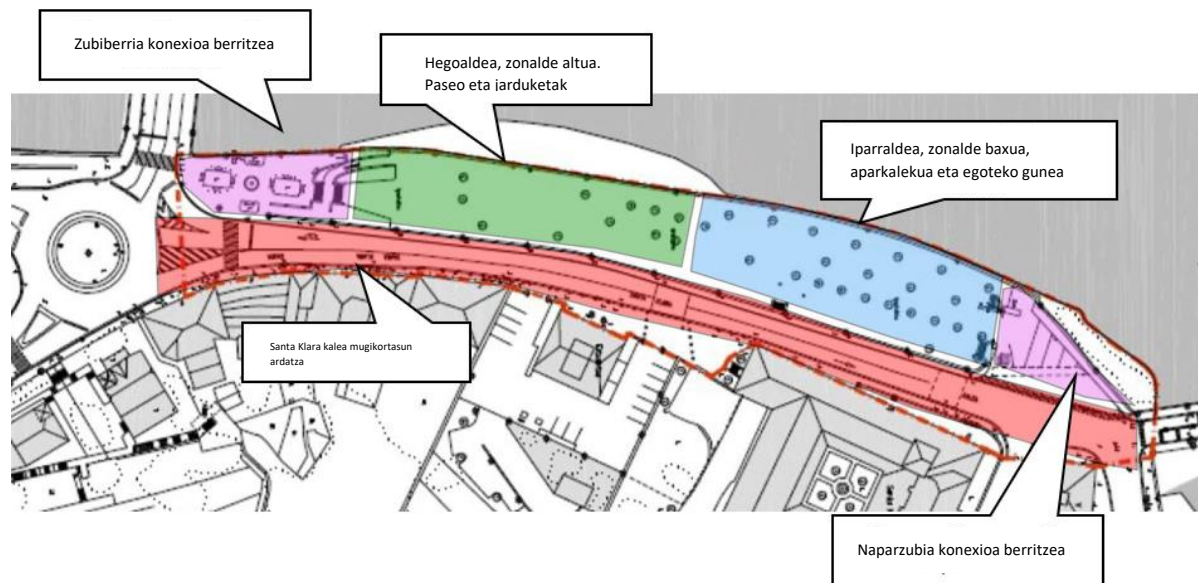 Zubiberria konexioa berritzea
Hegoaldea, zonalde altua.
Paseo eta iarduketak
Iparraldea, zonalde baxua,
aparkalekua eta egoteko gunea
Santa Klara kalea mugikortasun
ardatza
Naparzubia konexioa berritzea